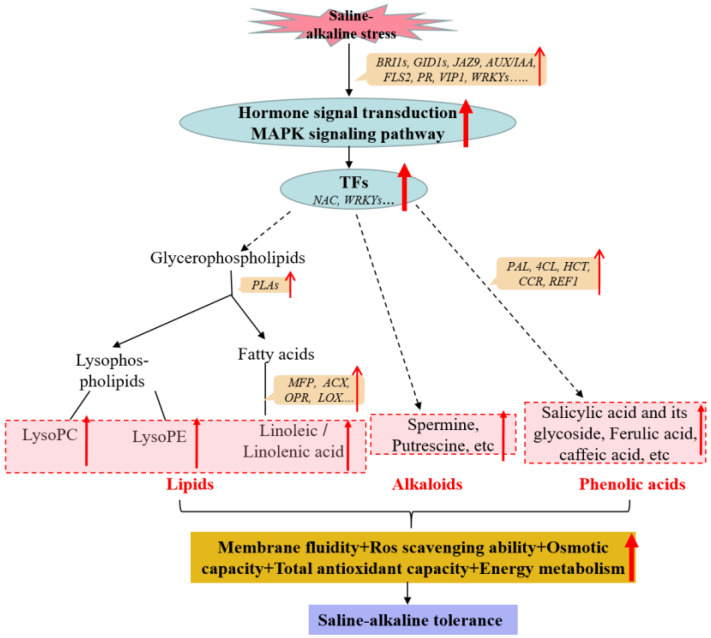 Saline-
alkaline stress
BRI1s, GID1s, JAZ9, AUX/IAA,
FLS2, PR, VIP1, WRKYs…..
Hormone signal transduction
MAPK signaling pathway
TFs
NAC, WRKYs…
Glycerophospholipids
PLAs
PAL, 4CL, HCT,
CCR, REF1
Lysophos-
pholipids
Fatty acids
MFP, ACX,
OPR, LOX....
LysoPC
LysoPE
Linoleic /
Linolenic acid
Spermine,
Putrescine, etc
Salicylic acid and its
glycoside, Ferulic acid,
caffeic acid, etc
Lipids
Alkaloids
Phenolic acids
Membrane fluidity+Ros scavenging ability+Osmotic
capacity+Total antioxidant capacity+Energy metabolism
Saline-alkaline tolerance